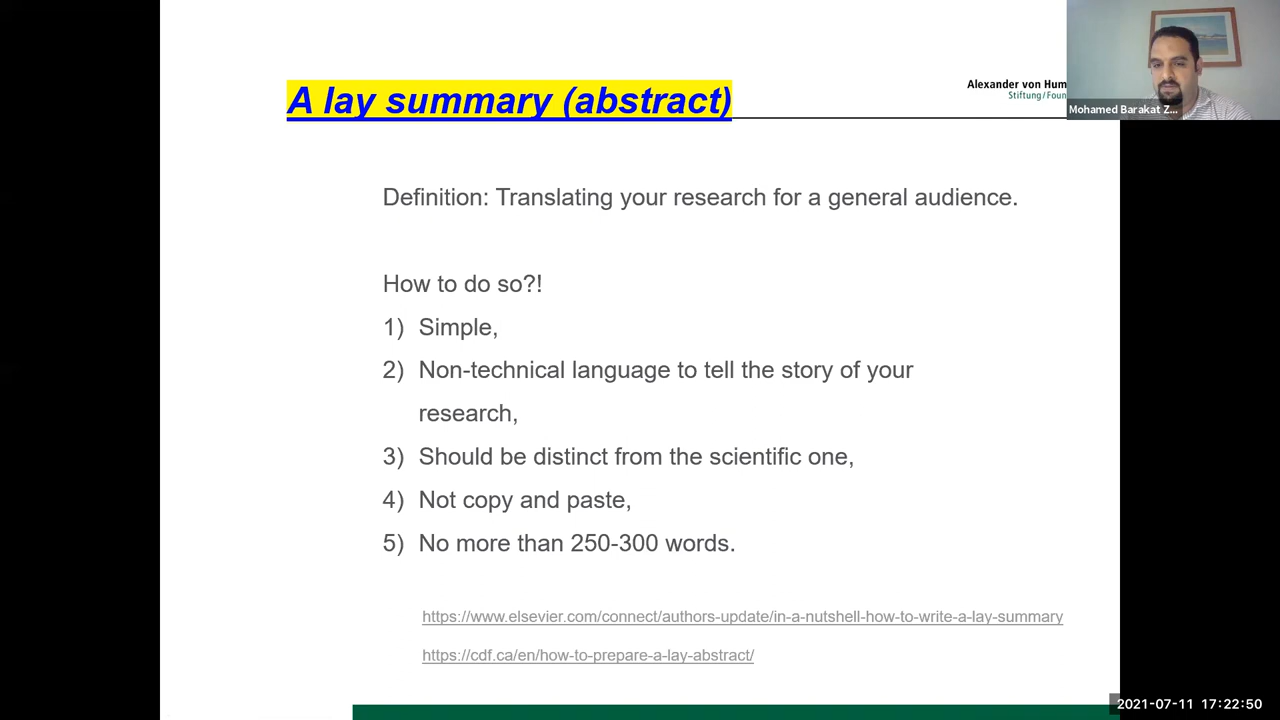 A lay summary (abstract)
Alexander von Hum
Stiftung/Foun
Mohamed Barakat Z...
Definition: Translating your research for a general audience.
How to do so?!
1) Simple,
2) Non-technical language to tell the story of your
research,
3) Should be distinct from the scientific one,
4) Not copy and paste,
5) No more than 250-300 words.
https://www.elsevier.com/connect/authors-update/in-a-nutshell-how-to-write-a-lay-summary
https://cdf.ca/en/how-to-prepare-a-lay-abstract/
2021-07-11 17:22:50